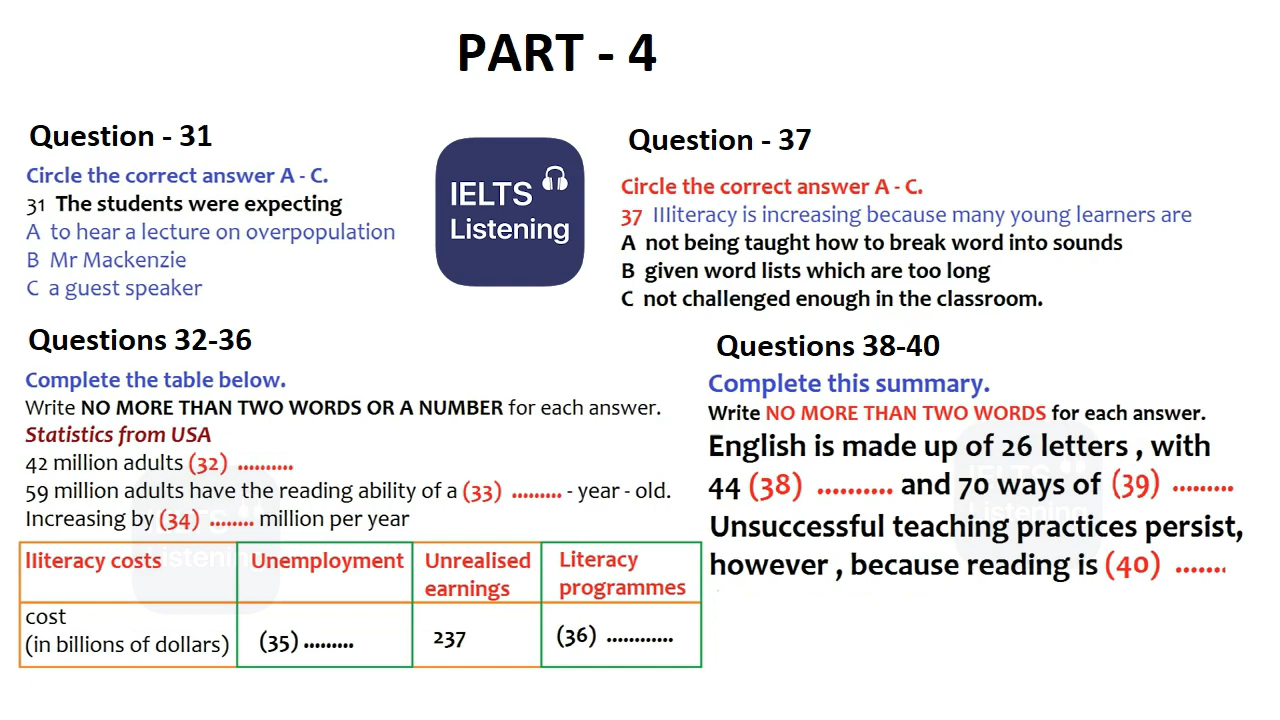 PART - 4
Question - 31
Circle the correct answer A - C.
31 The students were expecting
A to hear a lecture on overpopulation
B Mr Mackenzie
C a guest speaker
IELTS
Listening
Question - 37
Circle the correct answer A - C.
37 IIIiteracy is increasing because many young learners are
A not being taught how to break word into sounds
B given word lists which are too long
C not challenged enough in the classroom.
Questions 32-36
Complete the table below.
Write NO MORE THAN TWO WORDS OR A NUMBER for each answer.
Statistics from USA
42 million adults (32) ..........
59 million adults have the reading ability of a (33) ......... - year - old.
Increasing by (34) ........ million per year
lliteracy costs
Unemployment
Unrealised
earnings
Literacy
programmes
cost
(in billions of dollars)
(35) .........
237
(36) ............
Questions 38-40
Complete this summary.
Write NO MORE THAN TWO WORDS for each answer.
English is made up of 26 letters , with
44 (38) .......... and 70 ways of (39) ........
Unsuccessful teaching practices persist,
however , because reading is (40) .......
IELTS
Listening
IELTS
Listening